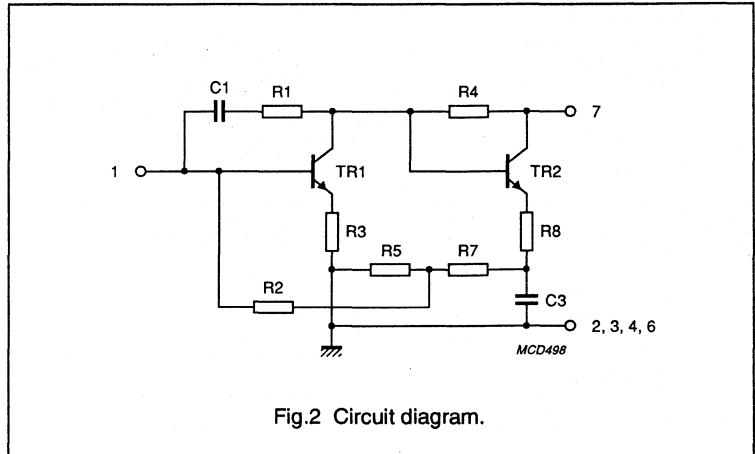 C1 R1 R4
7
1 TR1 TR2
R3 R8
R5 R7
R2 C3
2, 3, 4, 6
MCD498
Fig.2 Circuit diagram.